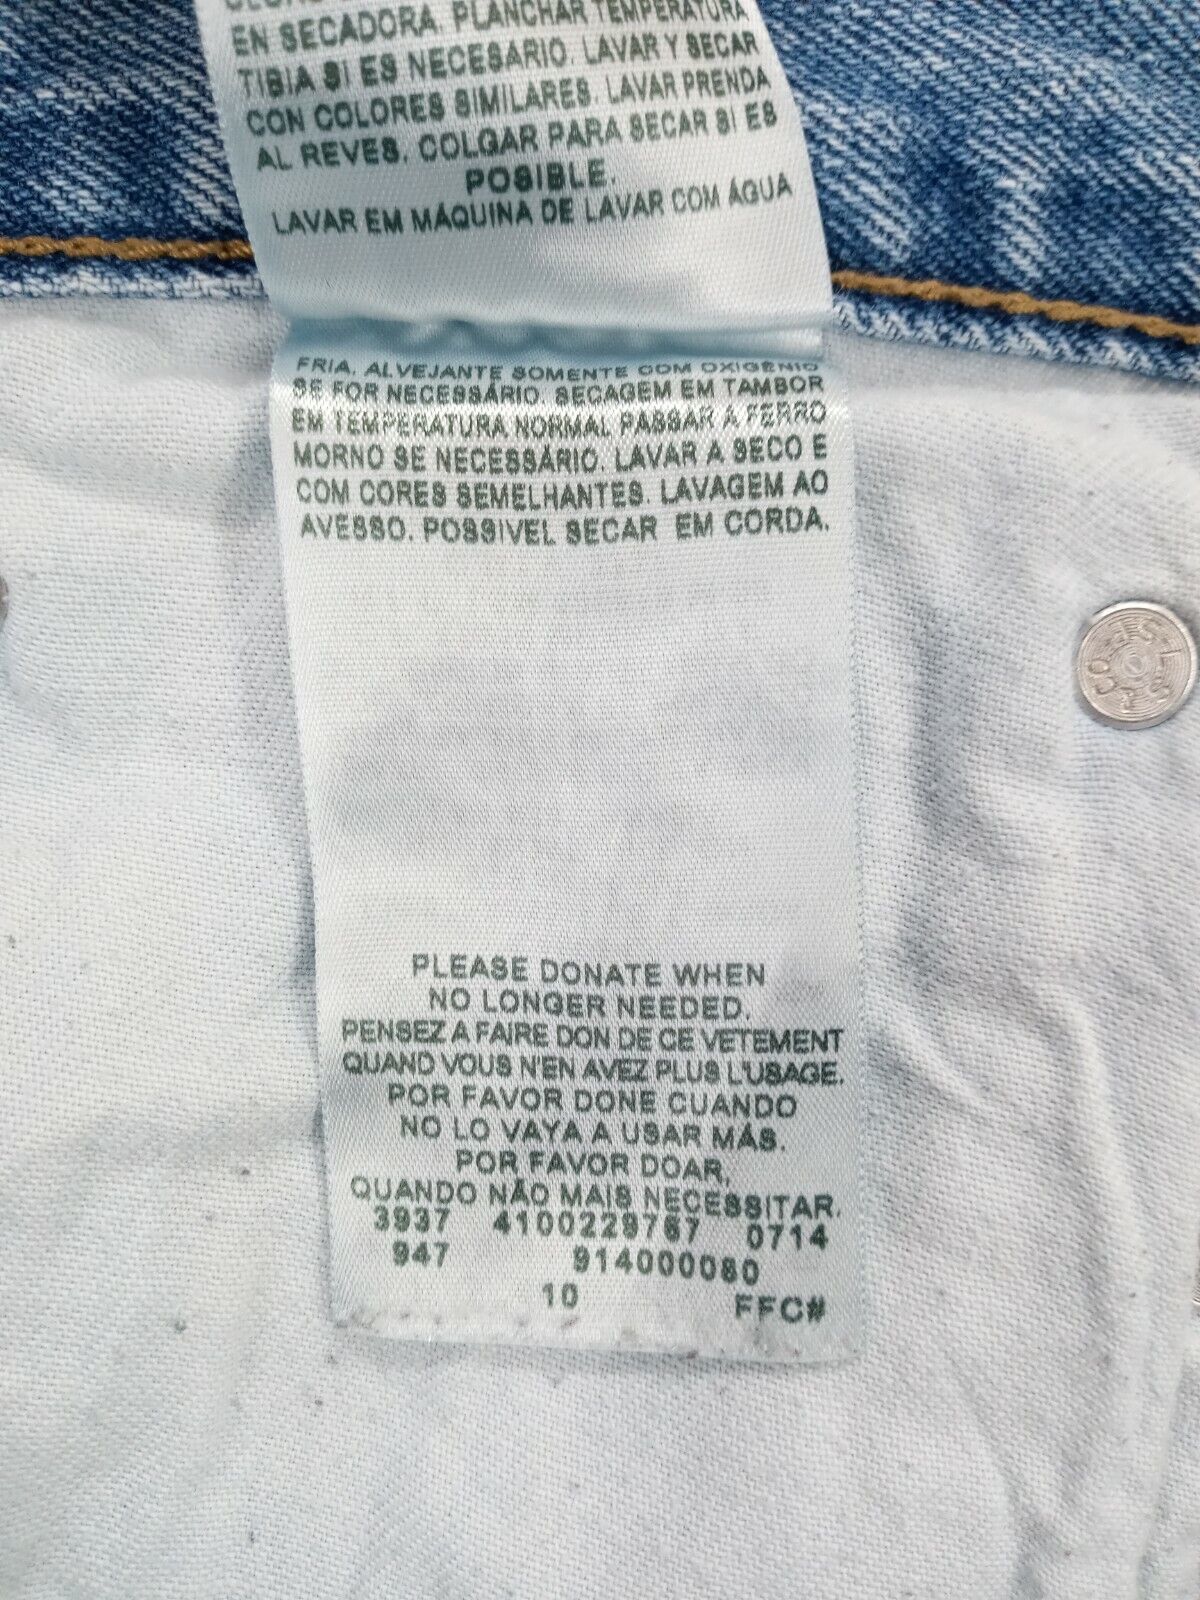 EN SECADORA. PLANCHAR TEMPERATURA
TIBIA SI ES NECESARIO. LAVAR Y SECAR
CON COLORES SIMILARES. LAVAR PRENDA
AL REVES. COLGAR PARA SECAR SI ES
POSIBLE.
LAVAR EM MÁQUINA DE LAVAR COM ÁGUA
FRIA. ALVEJANTE SOMENTE COM OXIGÊNIO
SE FOR NECESSÁRIO. SECAGEM EM TAMBOR
EM TEMPERATURA NORMAL PASSAR A FERRO
MORNO SE NECESSÁRIO. LAVAR A SECO E
COM CORES SEMELHANTES. LAVAGEM AO
AVESSO. POSSIVEL SECAR EM CORDA.
PLEASE DONATE WHEN
NO LONGER NEEDED.
PENSEZ A FAIRE DON DE CE VETEMENT
QUAND VOUS N'EN AVEZ PLUS L'USAGE.
POR FAVOR DONE CUANDO
NO LO VAYA A USAR MÁS.
POR FAVOR DOAR,
QUANDO NÃO MAIS NECESSITAR.
3937 4100229767 0714
947 914000080
10 FFC#